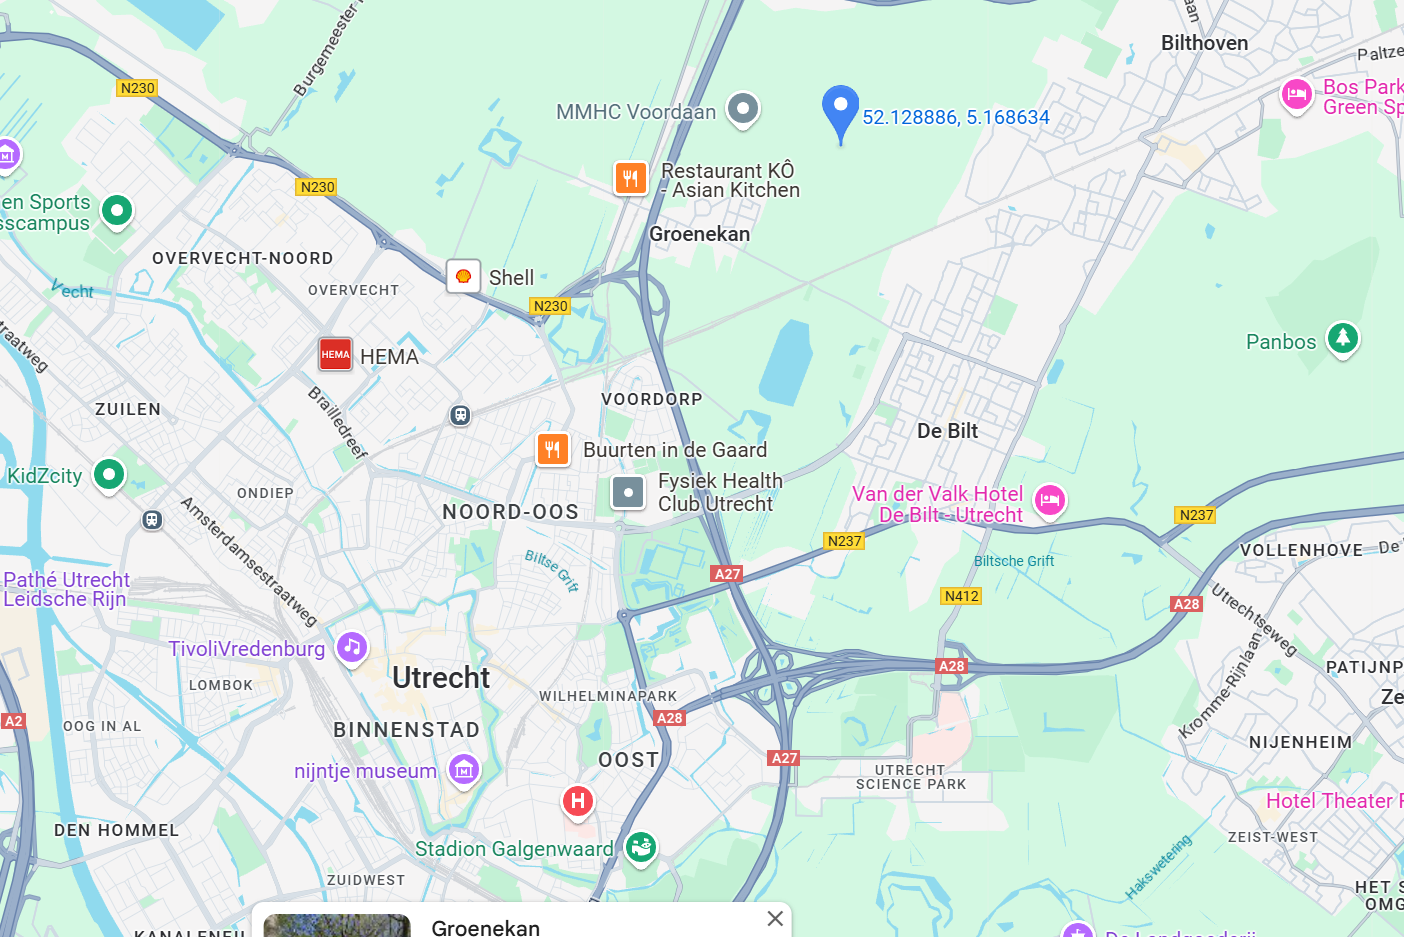 Bilthoven
Burgemeester
Paltze
N230
Bos Park
Green Sp
MMHC Voordaan
52.128886, 5.168634
Restaurant KÔ
- Asian Kitchen
N230
en Sports
sscampus
Groenekan
OVERVECHT-NOORD
Vecht
OVERVECHT
Shell
N230
Panbos
traatweg
HEMA
HEMA
Brailledreef
ZUILEN
VOORDORP
De Bilt
Buurten in de Gaard
KidZcity
ONDIEP
Fysiek Health
Club Utrecht
Van der Valk Hotel
De Bilt - Utrecht
NOORD-OOS
N237
N237
Amsterdamsestraatweg
VOLLENHOVE
De
Biltse Grift
Biltsche Grift
A27
Pathé Utrecht
Leidsche Rijn
N412
A28
Utrechtseweg
TivoliVredenburg
Utrecht
A28
PATIJNP
LOMBOK
WILHELMINAPARK
Kromme-Rijnlaan
Ze
A2
OOG IN AL
BINNENSTAD
A28
NIJENHEIM
OOST
A27
nijntje museum
UTRECHT
SCIENCE PARK
H
Hotel Theater F
DEN HOMMEL
ZEIST-WEST
Stadion Galgenwaard
Hakswetering
ZUIDWEST
HET S
OMG
Groenekan
KANALENEI
De Landgoederij